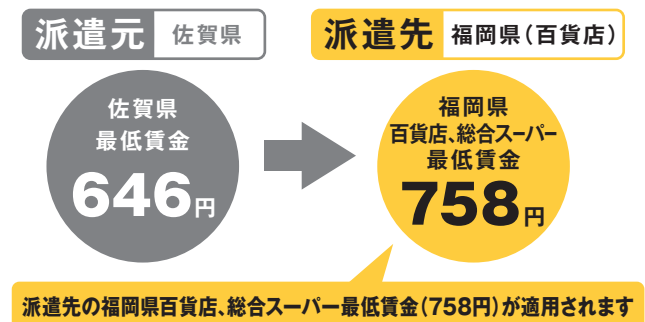 派遣元 佐賀県
派遣先 福岡県(百貨店)
佐賀県
最低賃金
646円
福岡県
百貨店、総合スーパー
最低賃金
758円
派遣先の福岡県百貨店、総合スーパー最低賃金(758円)が適用されます